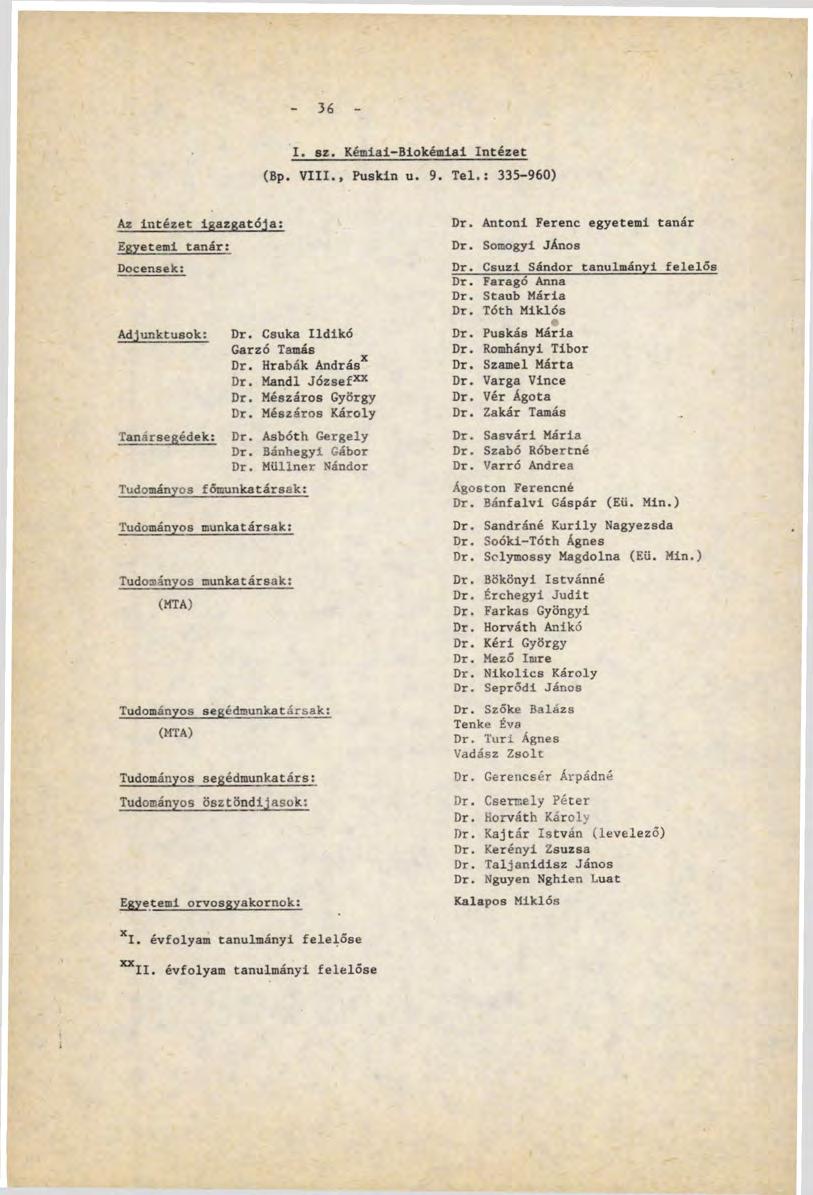 - 36 -
I. sz. Kémiai-Biokémiai Intézet
(Bp. VIII., Puskin u. 9. Tel.: 335-960)
Az intézet igazgatója: Dr. Antoni Ferenc egyetemi tanár
Egyetemi tanár: Dr. Somogyi JÁnos
Docensek: Dr. Csuzi Sándor tanulmányi felelős
Dr. Faragó Anna
Dr. Staub Mária
Dr. Tóth Miklós
Adjunktusok: Dr. Csuka Ildikó Dr. Puskás Mária
Garzó Tamás Dr. Romhányi Tibor
Dr. Hrabák András x Dr. Szamel Márta
Dr. Mandl József xx Dr. Varga Vince
Dr. Mészáros György Dr. Vér Ágota
Dr. Mészáros Károly Dr. Zakár Tamás
Tanársegédek: Dr. Asbóth Gergely Dr. Sasvári Mária
Dr. Bánhegyi Gábor Dr. Szabó Róbertné
Dr. Müllner Nándor Dr. Varró Andrea
Tudományos főmunkatársak: Ágoston Ferencné
Dr. Bánfalvi Gáspár (Eü. Min.)
Tudományos munkatársak: Dr. Sandráné Kurily Nagyezsda
Dr. Soóki-Tóth Ágnes
Dr. Solymossy Magdolna (Eü. Min.)
Tudományos munkatársak: Dr. Bökönyi Istvánné
(MTA) Dr. Érchegyi Judit
Dr. Farkas Gyöngyi
Dr. Horváth Anikó
Dr. Kéri György
Dr. Mező Imre
Dr. Nikolics Károly
Dr. Seprődi János
Tudományos segédmunkatársak: Dr. Szőke Balázs
(MTA) Tenke Éva
Dr. Turi Ágnes
Vadász Zsolt
Tudományos segédmunkatárs: Dr. Gerencsér Árpádné
Tudományos ösztöndíjasok: Dr. Csermely Péter
Dr. Horváth Károly
Dr. Kajtár István (levelező)
Dr. Kerényi Zsuzsa
Dr. Taljanidisz János
Dr. Nguyen Nghien Luat
Egyetemi orvosgyakornok: Kalapos Miklós
x I. évfolyam tanulmányi felelőse
xx II. évfolyam tanulmányi felelőse